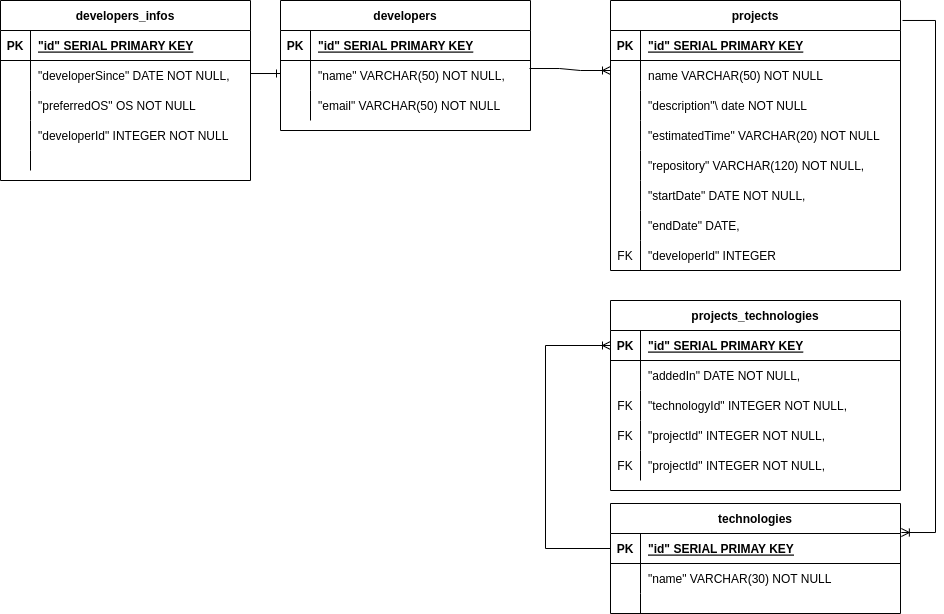 developers_infos
PK "id" SERIAL PRIMARY KEY
"developerSince" DATE NOT NULL,
"preferredOS" OS NOT NULL
"developerId" INTEGER NOT NULL
developers
PK "id" SERIAL PRIMARY KEY
"name" VARCHAR(50) NOT NULL,
"email" VARCHAR(50) NOT NULL
projects
PK "id" SERIAL PRIMARY KEY
name VARCHAR(50) NOT NULL
"description"\ date NOT NULL
"estimatedTime" VARCHAR(20) NOT NULL
"repository" VARCHAR(120) NOT NULL,
"startDate" DATE NOT NULL,
"endDate" DATE,
FK "developerId" INTEGER
projects_technologies
PK "id" SERIAL PRIMARY KEY
"addedIn" DATE NOT NULL,
FK "technologyId" INTEGER NOT NULL,
FK "projectId" INTEGER NOT NULL,
FK "projectId" INTEGER NOT NULL,
technologies
PK "id" SERIAL PRIMAY KEY
"name" VARCHAR(30) NOT NULL